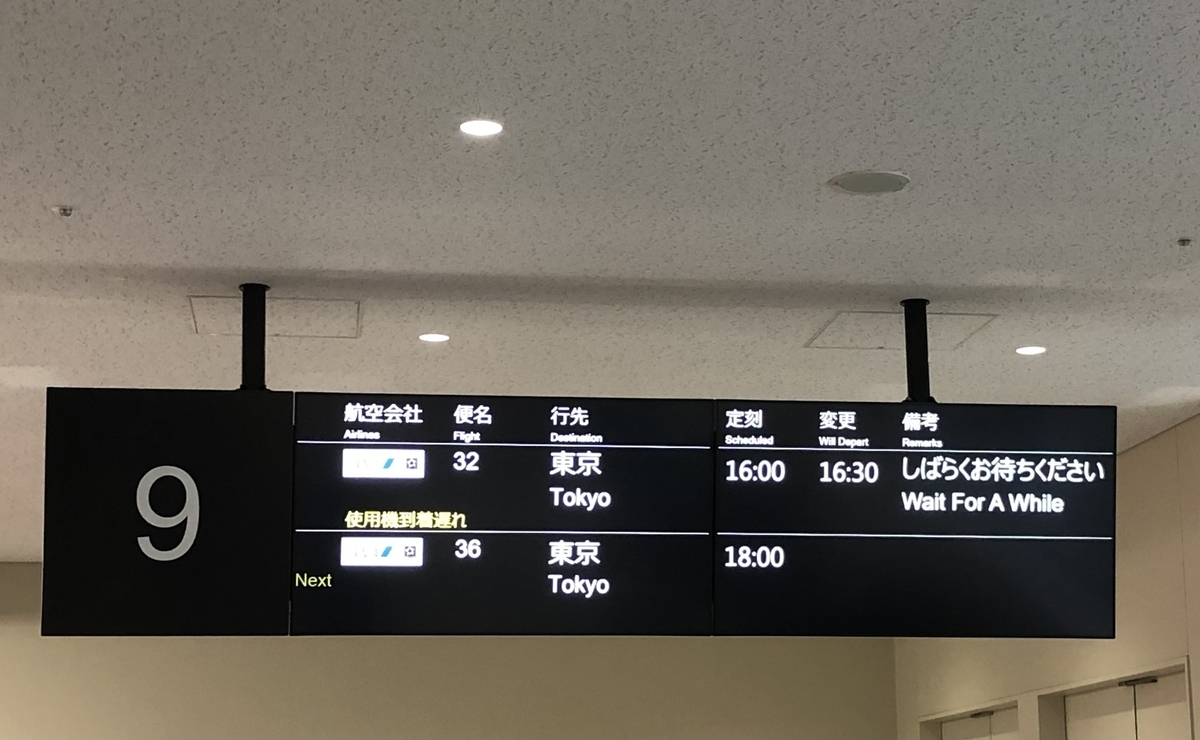 9
航空会社 便名 行先 定刻 変更 備考
Airlines Flight Destination Scheduled Will Depart Remarks
32 東京 16:00 16:30 しばらくお待ちください
Tokyo Wait For A While
使用機到着遅れ
36 東京 18:00
Next Tokyo